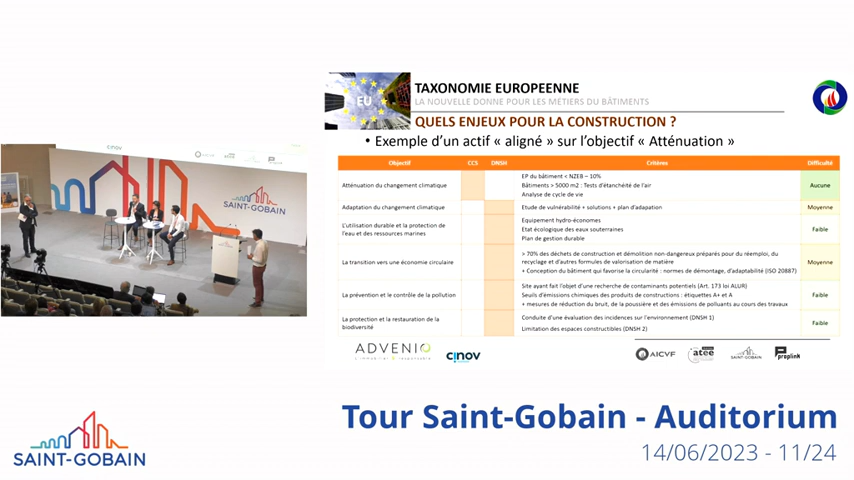 cinov
SAINT-GOBAIN
EU
TAXONOMIE EUROPEENNE
LA NOUVELLE DONNE POUR LES MÉTIERS DU BÂTIMENTS
QUELS ENJEUX POUR LA CONSTRUCTION ?
• Exemple d'un actif « aligné » sur l'objectif « Atténuation »
Objectif CCS DNSH Critères Difficulté
Atténuation du changement climatique
EP du bâtiment < NZEB – 10%
Bâtiments > 5000 m2 : Tests d'étanchéité de l'air
Analyse de cycle de vie
Aucune
Adaptation du changement climatique
Etude de vulnérabilité + solutions + plan d'adapation
Moyenne
L'utilisation durable et la protection de
l'eau et des ressources marines
Equipement hydro-économes
Etat écologique des eaux souterraines
Plan de gestion durable
Faible
La transition vers une économie circulaire
> 70% des déchets de construction et démolition non-dangereux préparés pour du réemploi, du
recyclage et d'autres formules de valorisation de matière
+ Conception du bâtiment qui favorise la circularité : normes de démontage, d'adaptabilité (ISO 20887)
Moyenne
La prévention et le contrôle de la pollution
Site ayant fait l'objet d'une recherche de contaminants potentiels (Art. 173 loi ALUR)
Seuils d'émissions chimiques des produits de constructions : étiquettes A+ et A
+ mesures de réduction du bruit, de la poussière et des émissions de polluants au cours des travaux
Faible
La protection et la restauration de la
biodiversité
Conduite d'une évaluation des incidences sur l'environnement (DNSH 1)
Limitation des espaces constructibles (DNSH 2)
Faible
ADVENIO
L'immobilier & responsable
cinov
AICVF
atee
SAINT-GOBAIN
proplink
Tour Saint-Gobain - Auditorium
14/06/2023 - 11/24
SAINT-GOBAIN